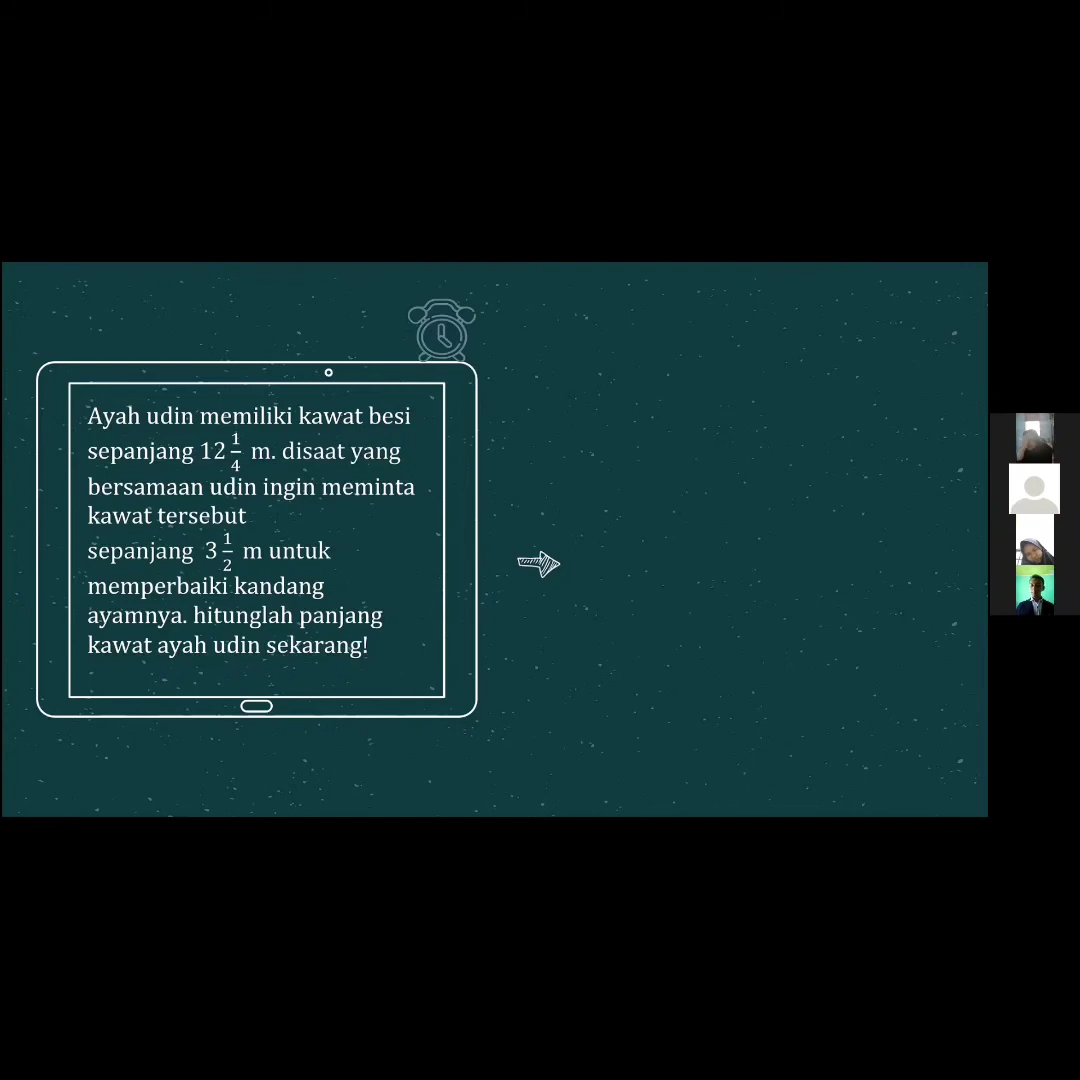 Ayah udin memiliki kawat besi
sepanjang 12 1/4 m. disaat yang
bersamaan udin ingin meminta
kawat tersebut
sepanjang 3 1/2 m untuk
memperbaiki kandang
ayamnya. hitunglah panjang
kawat ayah udin sekarang!